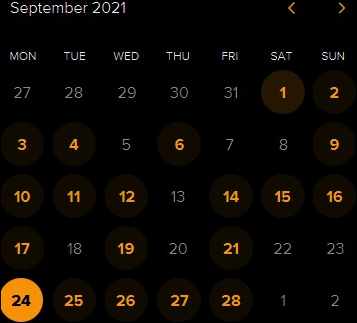 September 2021
MON TUE WED THU FRI SAT SUN
27 28 29 30 31 1 2
3 4 5 6 7 8 9
10 11 12 13 14 15 16
17 18 19 20 21 22 23
24 25 26 27 28 1 2